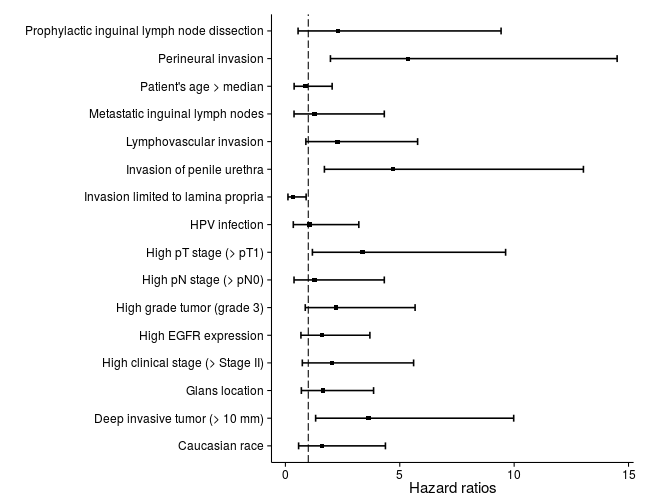 Prophylactic inguinal lymph node dissection
Perineural invasion
Patient's age > median
Metastatic inguinal lymph nodes
Lymphovascular invasion
Invasion of penile urethra
Invasion limited to lamina propria
HPV infection
High pT stage (> pT1)
High pN stage (> pN0)
High grade tumor (grade 3)
High EGFR expression
High clinical stage (> Stage II)
Glans location
Deep invasive tumor (> 10 mm)
Caucasian race
0 5 10 15
Hazard ratios